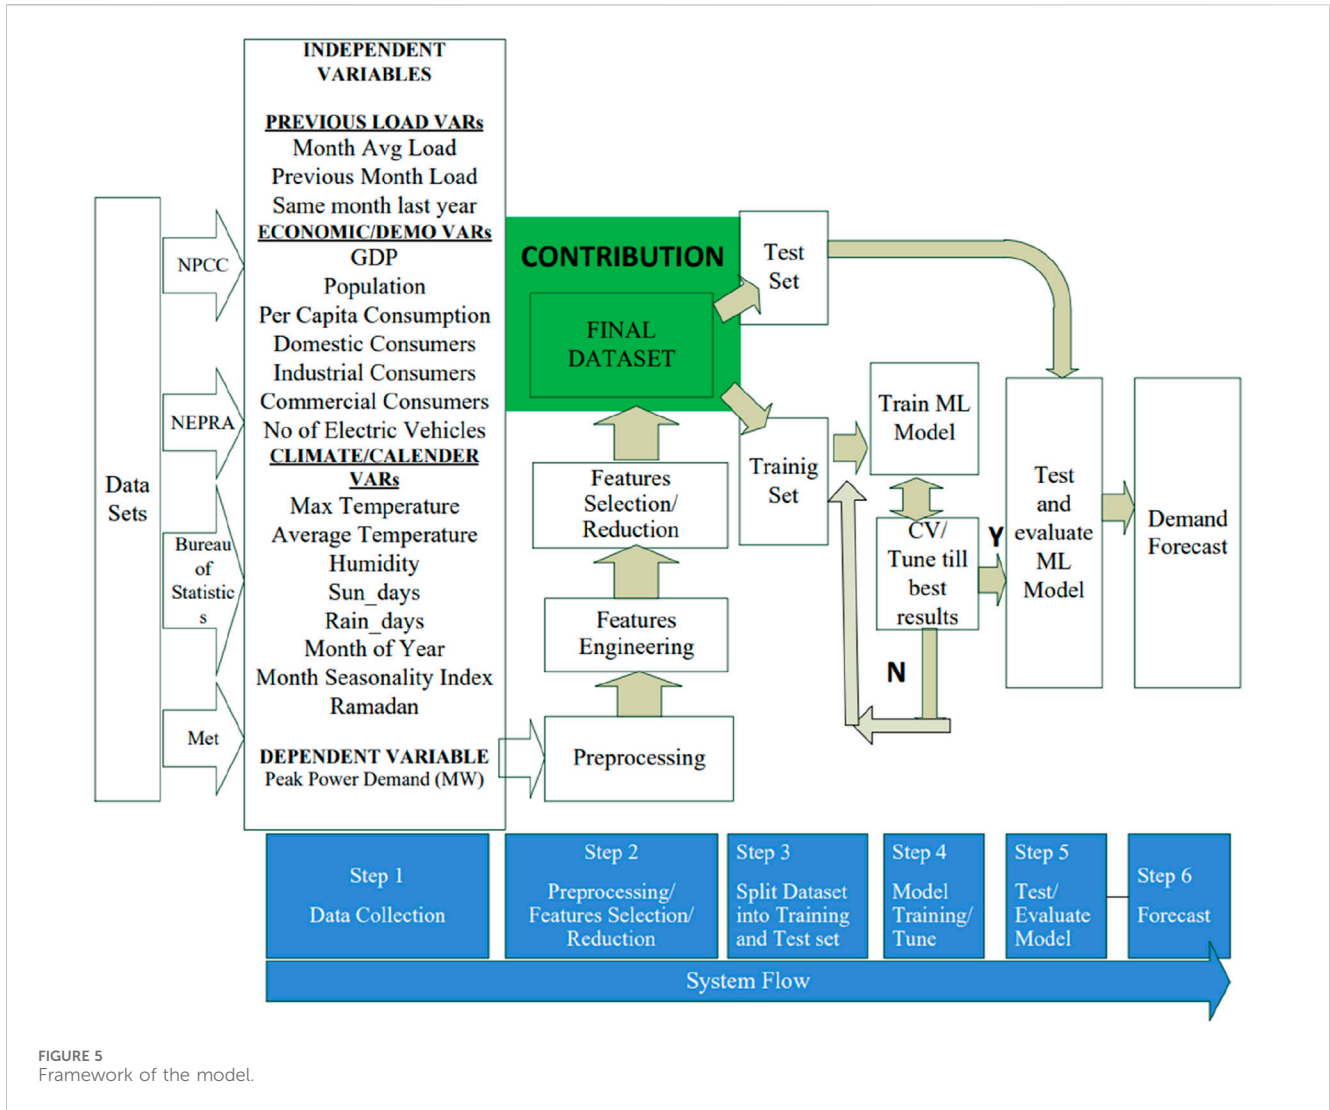 Data
Sets
NPCC
NEPRA
Bureau
of
Statistic
s
Met
INDEPENDENT
VARIABLES
PREVIOUS LOAD VARs
Month Avg Load
Previous Month Load
Same month last year
ECONOMIC/DEMO VARs
GDP
Population
Per Capita Consumption
Domestic Consumers
Industrial Consumers
Commercial Consumers
No of Electric Vehicles
CLIMATE/CALENDER
VARs
Max Temperature
Average Temperature
Humidity
Sun_days
Rain_days
Month of Year
Month Seasonality Index
Ramadan
DEPENDENT VARIABLE
Peak Power Demand (MW)
CONTRIBUTION
FINAL
DATASET
Features
Selection/
Reduction
Features
Engineering
Preprocessing
Test
Set
Trainig
Set
Train ML
Model
CV/
Tune till
best
results
Y
N
Test
and
evaluate
ML
Model
Demand
Forecast
Step 1
Data Collection
Step 2
Preprocessing/
Features Selection/
Reduction
Step 3
Split Dataset
into Training
and Test set
Step 4
Model
Training/
Tune
Step 5
Test/
Evaluate
Model
Step 6
Forecast
System Flow
FIGURE 5
Framework of the model.